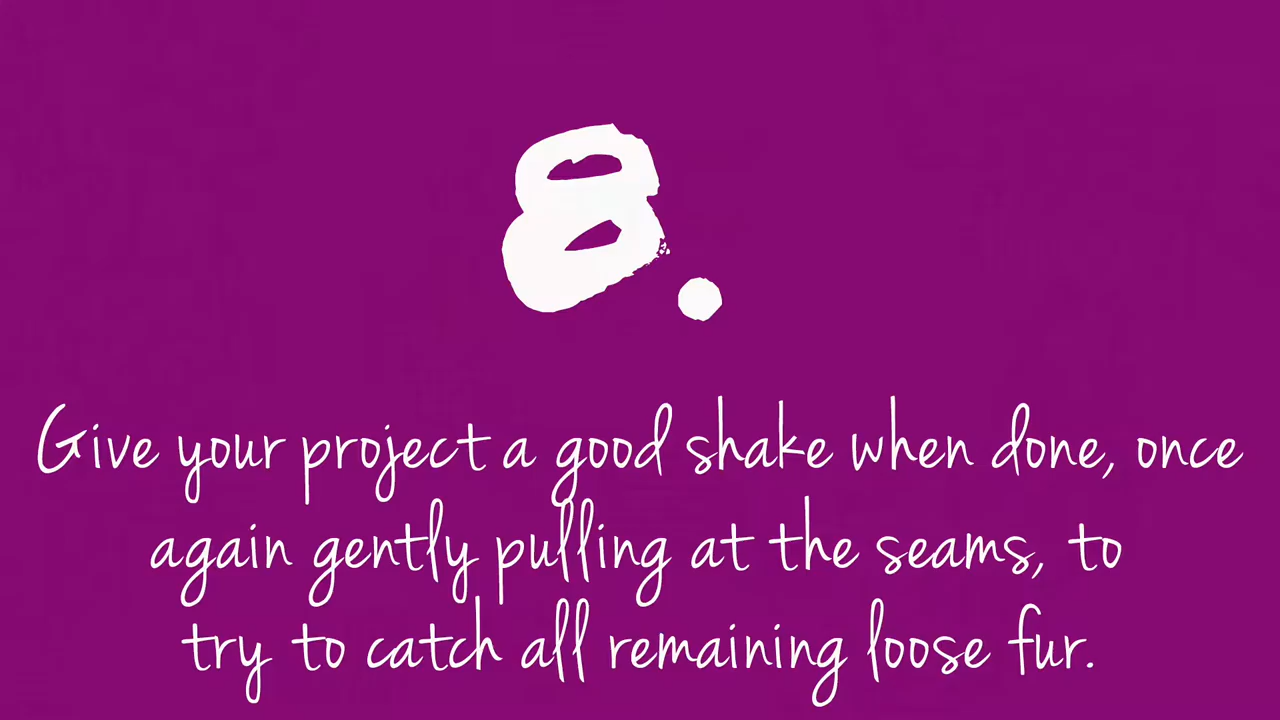 8.
Give your project a good shake when done, once
again gently pulling at the seams, to
try to catch all remaining loose fur.